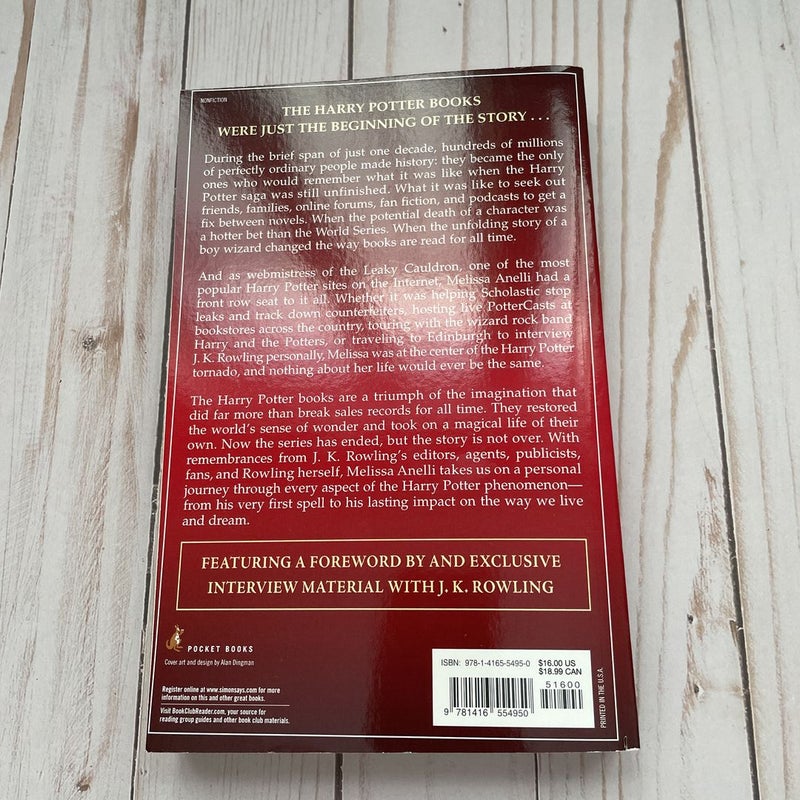 NONFICTION
THE HARRY POTTER BOOKS
WERE JUST THE BEGINNING OF THE STORY . . .
During the brief span of just one decade, hundreds of millions
of perfectly ordinary people made history: they became the only
ones who would remember what it was like when the Harry
Potter saga was still unfinished. What it was like to seek out
friends, families, online forums, fan fiction, and podcasts to get a
fix between novels. When the potential death of a character was
a hotter bet than the World Series. When the unfolding story of a
boy wizard changed the way books are read for all time.
And as webmistress of the Leaky Cauldron, one of the most
popular Harry Potter sites on the Internet, Melissa Anelli had a
front row seat to it all. Whether it was helping Scholastic stop
leaks and track down counterfeiters, hosting live PotterCasts at
bookstores across the country, touring with the wizard rock band
Harry and the Potters, or traveling to Edinburgh to interview
J. K. Rowling personally, Melissa was at the center of the Harry Potter
tornado, and nothing about her life would ever be the same.
The Harry Potter books are a triumph of the imagination that
did far more than break sales records for all time. They restored
the world's sense of wonder and took on a magical life of their
own. Now the series has ended, but the story is not over. With
remembrances from J. K. Rowling's editors, agents, publicists,
fans, and Rowling herself, Melissa Anelli takes us on a personal
journey through every aspect of the Harry Potter phenomenon—
from his very first spell to his lasting impact on the way we live
and dream.
FEATURING A FOREWORD BY AND EXCLUSIVE
INTERVIEW MATERIAL WITH J. K. ROWLING
POCKET BOOKS
Cover art and design by Alan Dingman
Register online at www.simonsays.com for more
information on this and other great books.
Visit BookClubReader.com, your source for
reading group guides and other book club materials.
ISBN: 978-1-4165-5495-0 $16.00 US
$18.99 CAN
51600
9 781416 554950
PRINTED IN THE U.S.A.